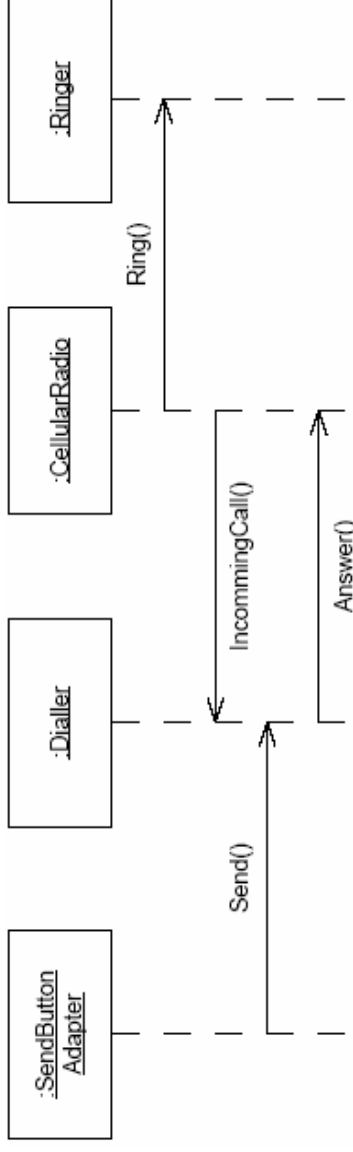 :SendButton
Adapter
:Dialler
:CellularRadio
:Ringer
Ring()
IncommingCall()
Send()
Answer()